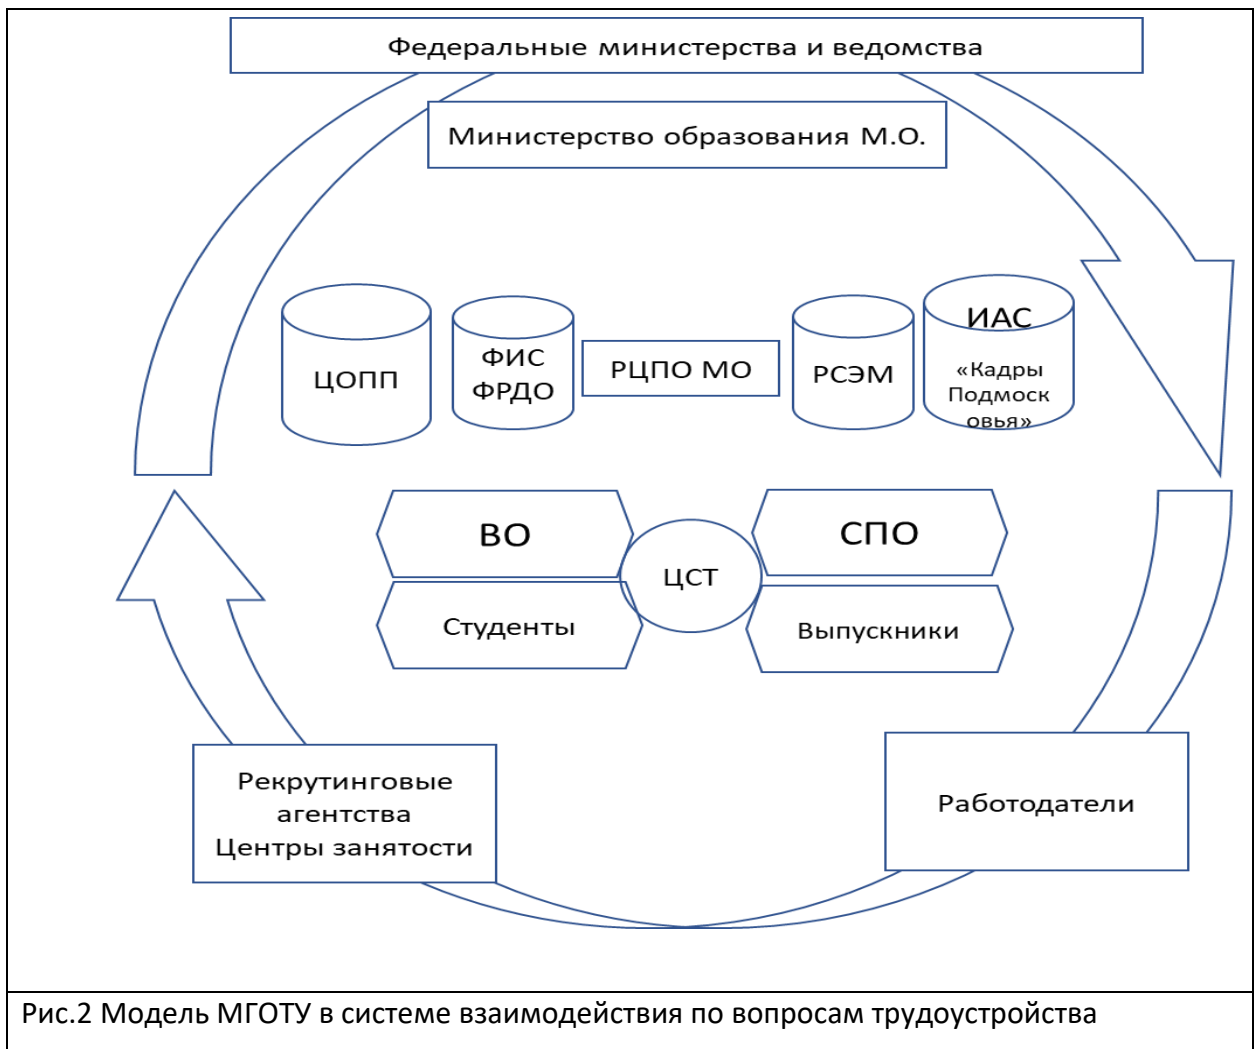 Федеральные министерства и ведомства
Министерство образования М.О.
ЦОПП
ФИС
ФРДО
РЦПО МО
РСЭМ
ИАС
«Кадры
Подмоск
овья»
ВО
СПО
ЦСТ
Студенты
Выпускники
Рекрутинговые
агентства
Центры занятости
Работодатели
Рис.2 Модель МГОТУ в системе взаимодействия по вопросам трудоустройства